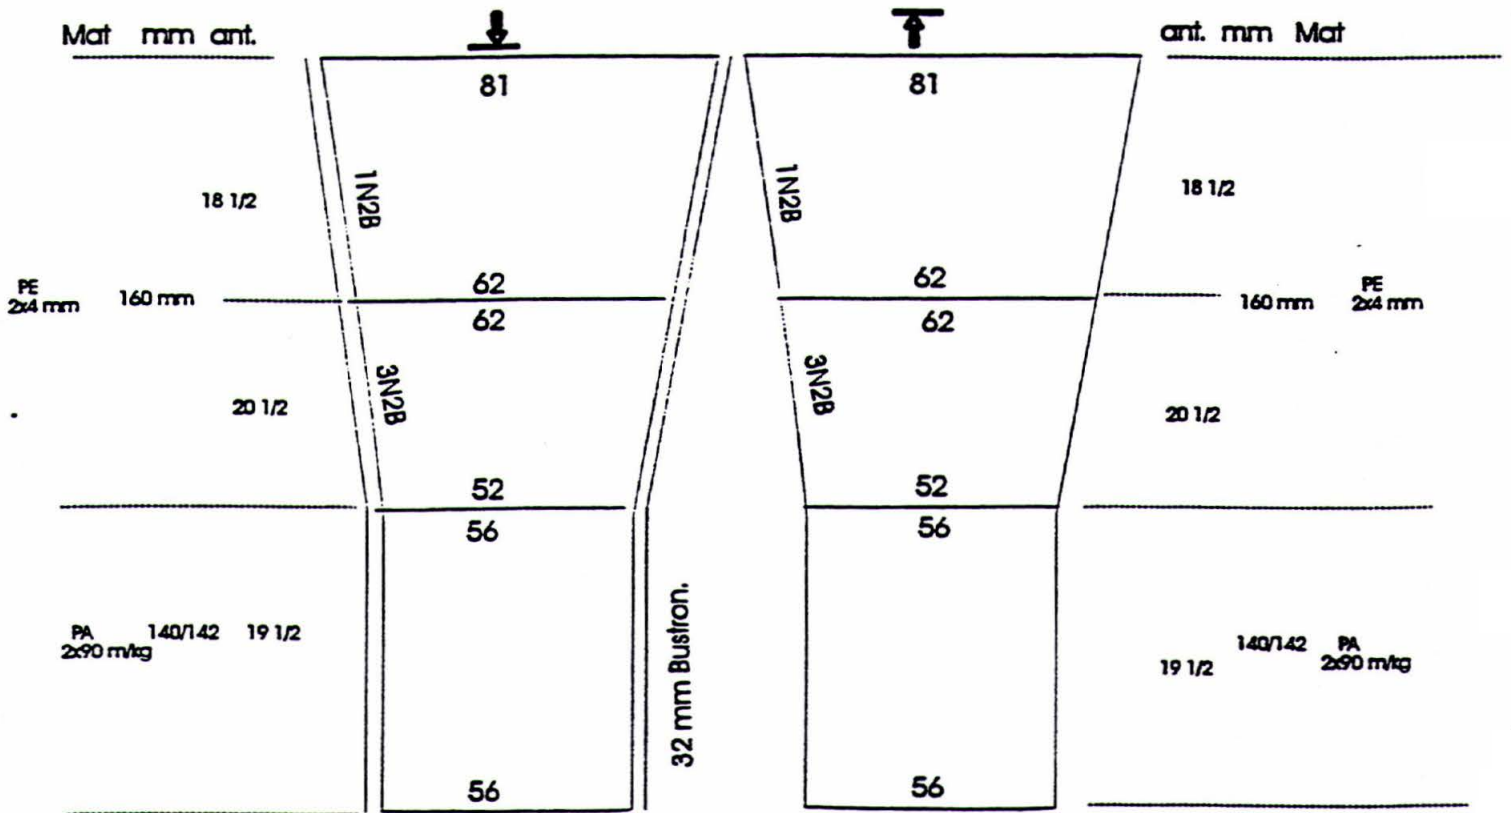 Mat mm ant.
ant. mm Mat
81
81
18 1/2
1N2B
1N2B
18 1/2
62
62
PE
2x4 mm
160 mm
160 mm
PE
2x4 mm
62
62
20 1/2
3N2B
3N2B
20 1/2
52
52
56
56
PA
2x90 m/kg
140/142
19 1/2
32 mm Bustron.
19 1/2
140/142
PA
2x90 m/kg
56
56